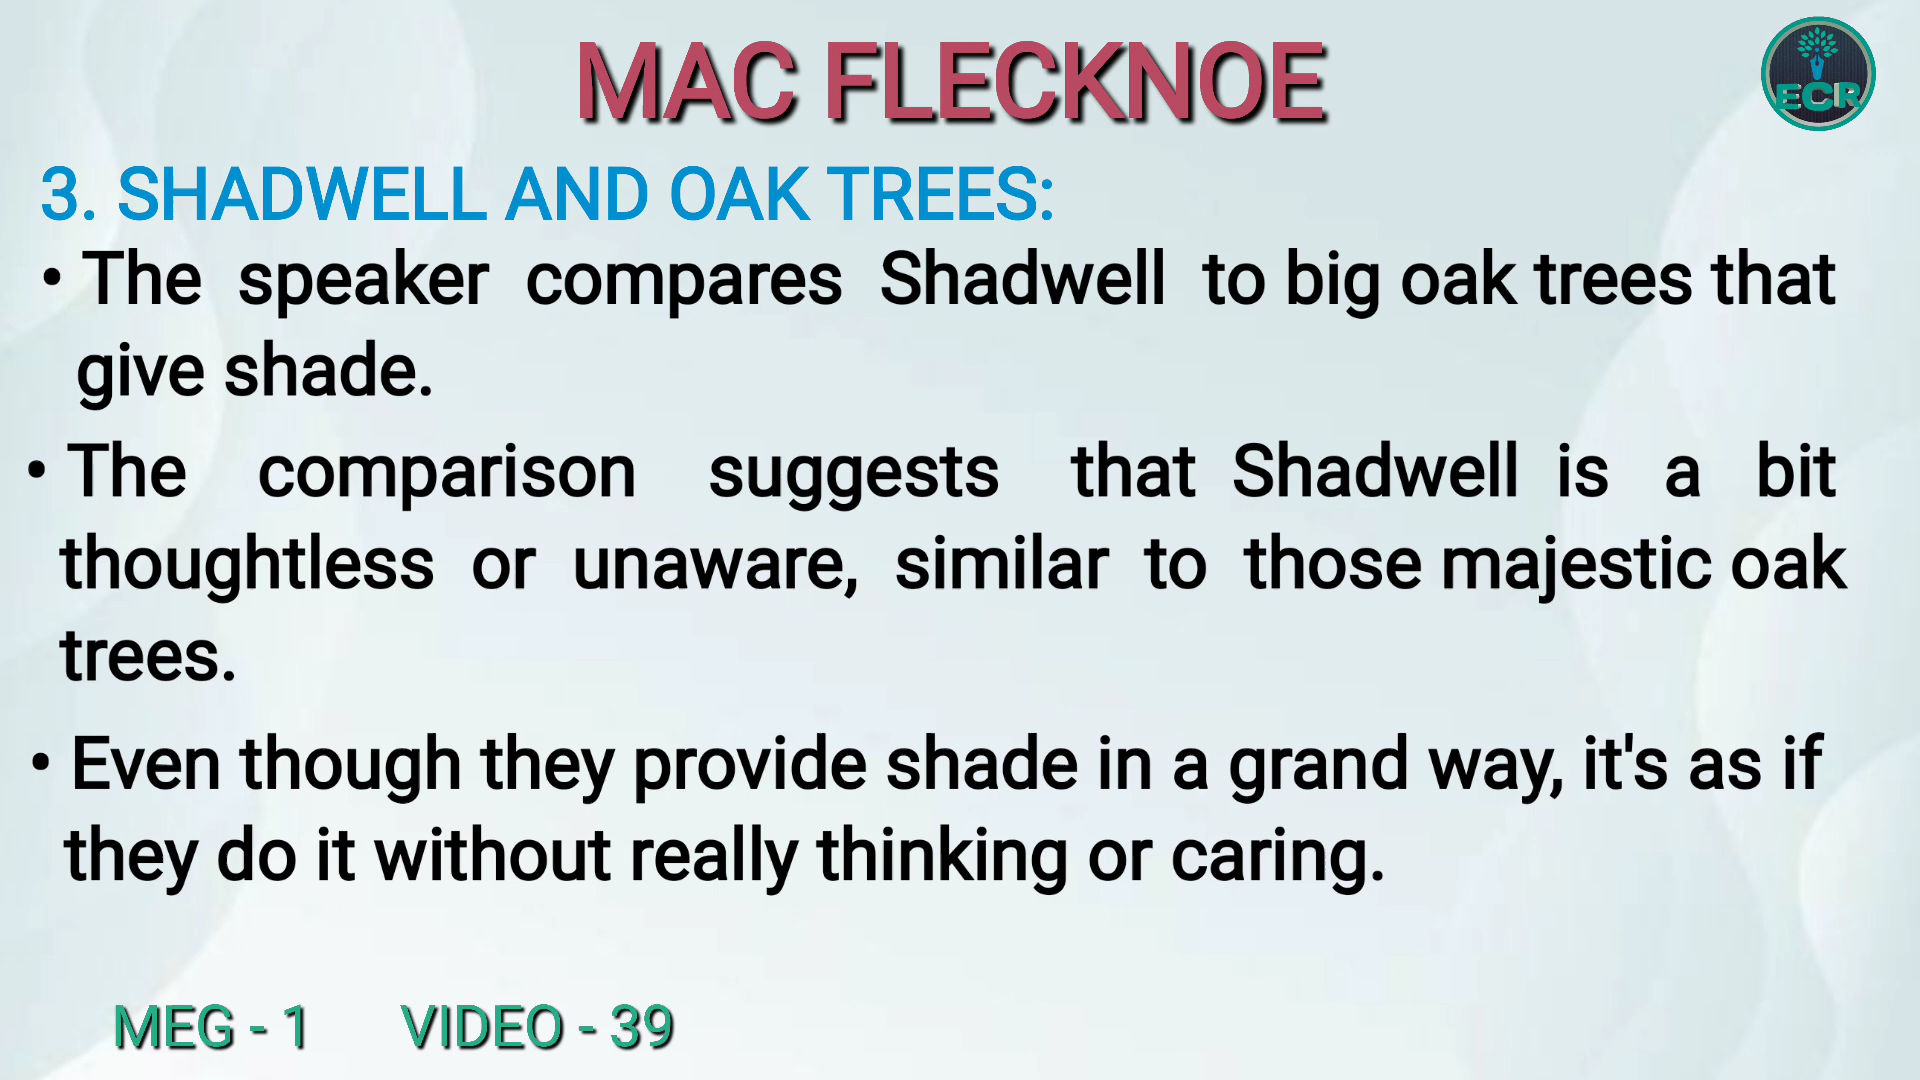 MAC FLECKNOE
ECR
3. SHADWELL AND OAK TREES:
• The speaker compares Shadwell to big oak trees that
give shade.
• The comparison suggests that Shadwell is a bit
thoughtless or unaware, similar to those majestic oak
trees.
• Even though they provide shade in a grand way, it's as if
they do it without really thinking or caring.
MEG - 1 VIDEO - 39